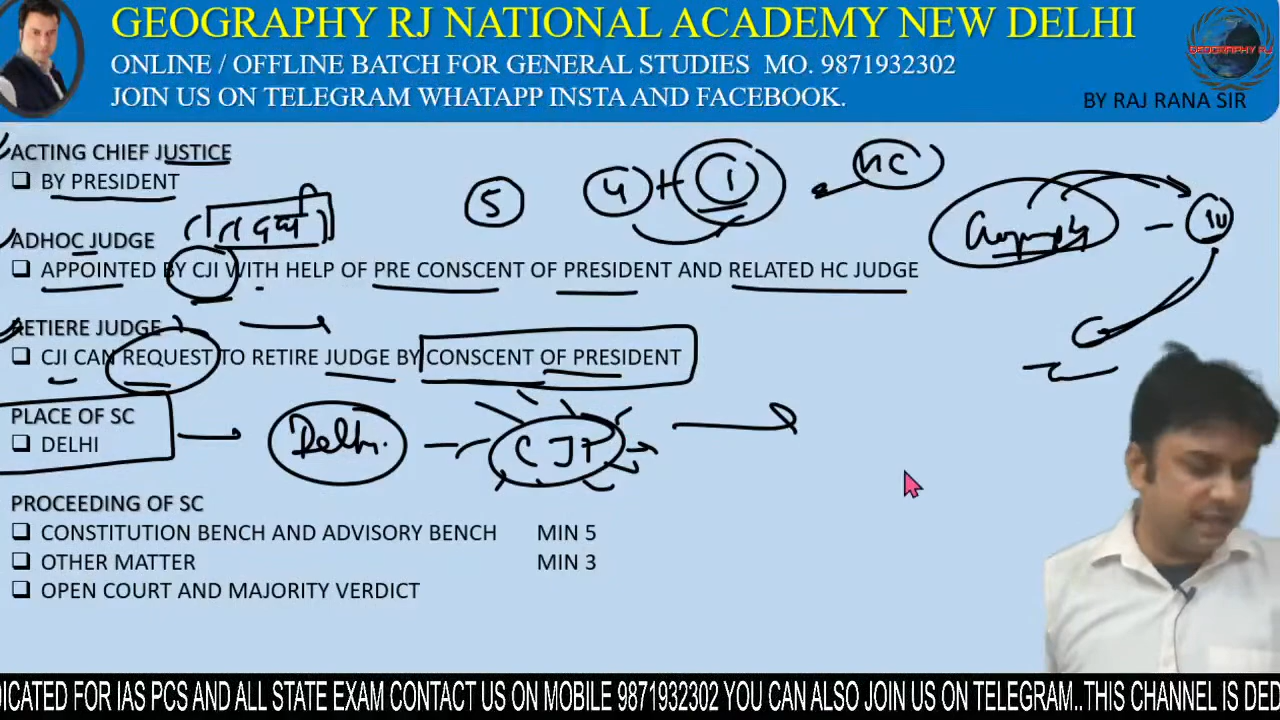 GEOGRAPHY RJ NATIONAL ACADEMY NEW DELHI
ONLINE / OFFLINE BATCH FOR GENERAL STUDIES MO. 9871932302
JOIN US ON TELEGRAM WHATAPP INSTA AND FACEBOOK.
GEOGRAPHY RJ
BY RAJ RANA SIR
ACTING CHIEF JUSTICE
BY PRESIDENT
5 4 + 1 HC
ADHOC JUDGE
APPOINTED BY CJI WITH HELP OF PRE CONSCENT OF PRESIDENT AND RELATED HC JUDGE
RETIERE JUDGE
CJI CAN REQUEST TO RETIRE JUDGE BY CONSCENT OF PRESIDENT
PLACE OF SC
DELHI
Delhi CJI
PROCEEDING OF SC
CONSTITUTION BENCH AND ADVISORY BENCH MIN 5
OTHER MATTER MIN 3
OPEN COURT AND MAJORITY VERDICT
DICATED FOR IAS PCS AND ALL STATE EXAM CONTACT US ON MOBILE 9871932302 YOU CAN ALSO JOIN US ON TELEGRAM..THIS CHANNEL IS DED